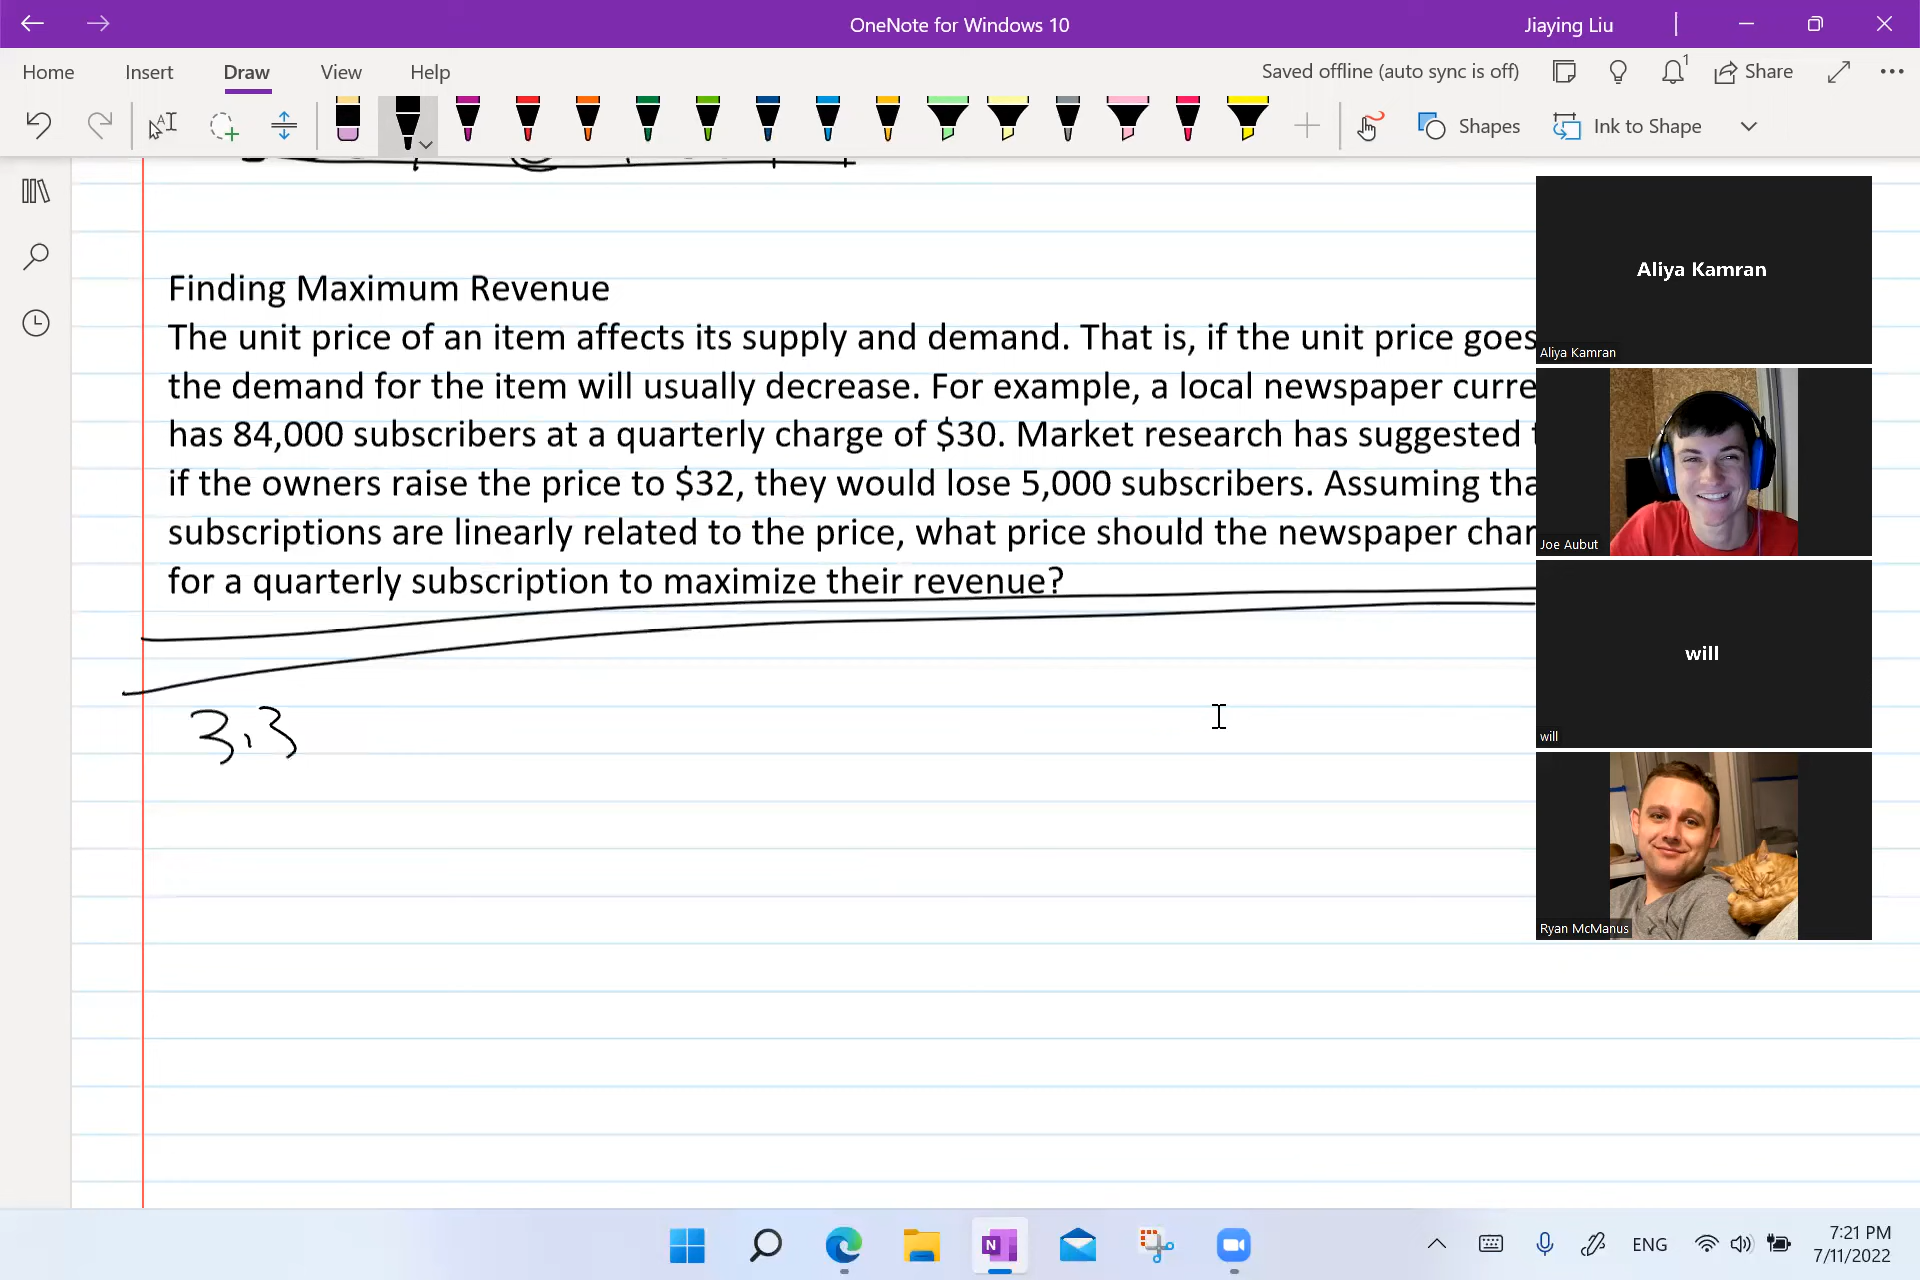 OneNote for Windows 10
Jiaying Liu
Home Insert Draw View Help
Saved offline (auto sync is off)
1
Share
Shapes
Ink to Shape
Finding Maximum Revenue
The unit price of an item affects its supply and demand. That is, if the unit price goes
the demand for the item will usually decrease. For example, a local newspaper curre
has 84,000 subscribers at a quarterly charge of $30. Market research has suggested t
if the owners raise the price to $32, they would lose 5,000 subscribers. Assuming tha
subscriptions are linearly related to the price, what price should the newspaper char
for a quarterly subscription to maximize their revenue?
3.3
Aliya Kamran
Aliya Kamran
Joe Aubut
will
will
Ryan McManus
ENG
7:21 PM
7/11/2022